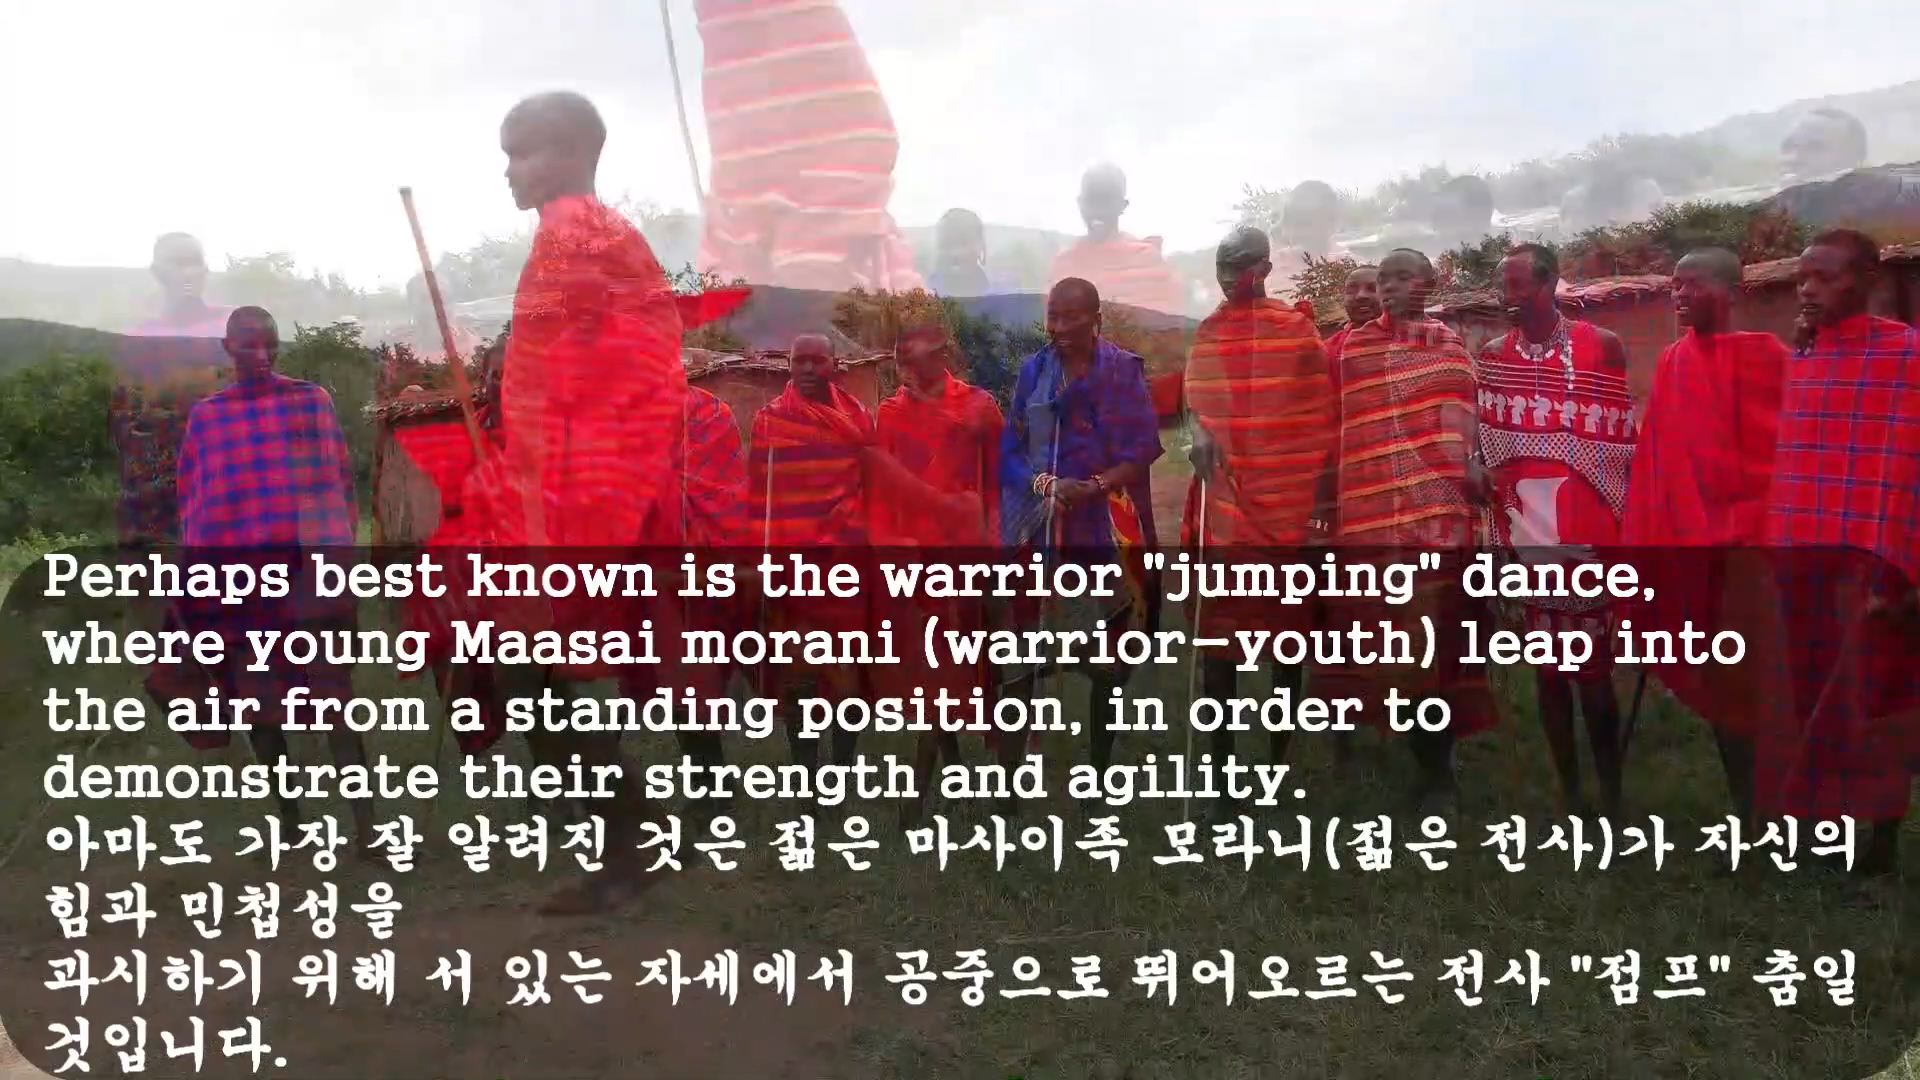 Perhaps best known is the warrior "jumping" dance,
where young Maasai morani (warrior-youth) leap into
the air from a standing position, in order to
demonstrate their strength and agility.
아마도 가장 잘 알려진 것은 젊은 마사이족 모라니(젊은 전사)가 자신의
힘과 민첩성을
과시하기 위해 서 있는 자세에서 공중으로 뛰어오르는 전사 "점프" 춤일
것입니다.